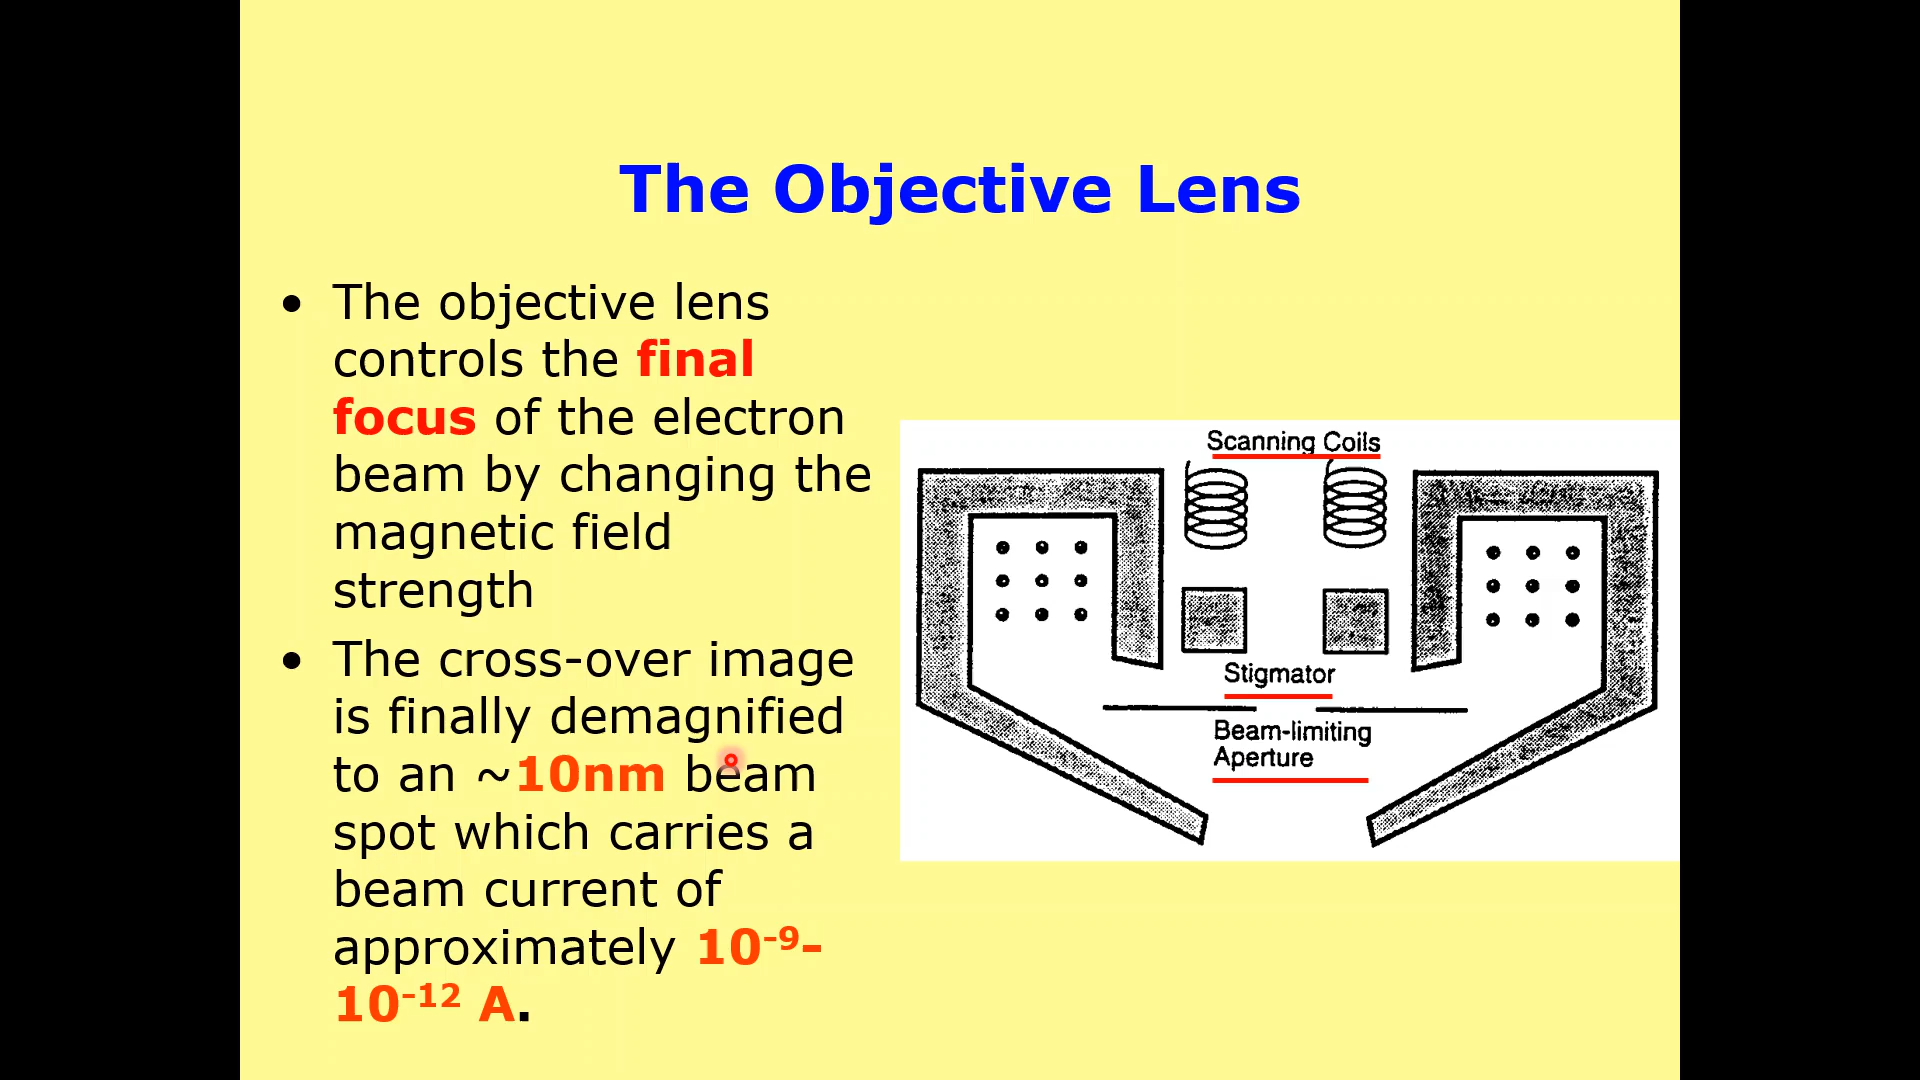 The Objective Lens
• The objective lens
controls the final
focus of the electron
beam by changing the
magnetic field
strength
• The cross-over image
is finally demagnified
to an ~10nm beam
spot which carries a
beam current of
approximately 10⁻⁹-
10⁻¹² A.
Scanning Coils
Stigmator
Beam-limiting
Aperture